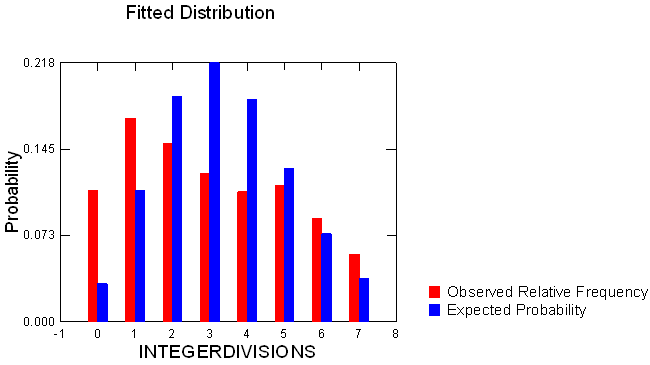 Fitted Distribution
0.218
0.145
0.073
0.000
Probability
-1 0 1 2 3 4 5 6 7 8
INTEGERDIVISIONS
Observed Relative Frequency
Expected Probability